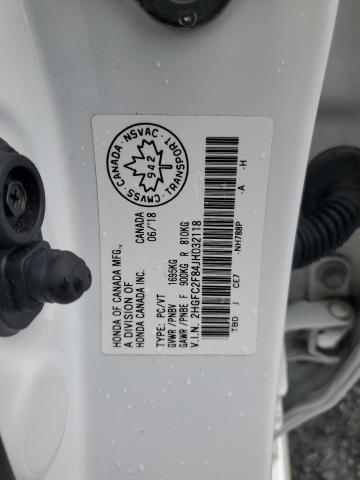 HONDA OF CANADA MFG.,
A DIVISION OF
HONDA CANADA INC.
CANADA
06/18
NSVAC - CANADA - CMVSS - TRANSPORT
942
TYPE: PC/VT
GVWR /PNBV 1695KG
GAWR /PNBE F 900KG R 810KG
V.I.N. 2HGFC2F84JH032118
-A -H
TBD J CE7 -NH788P